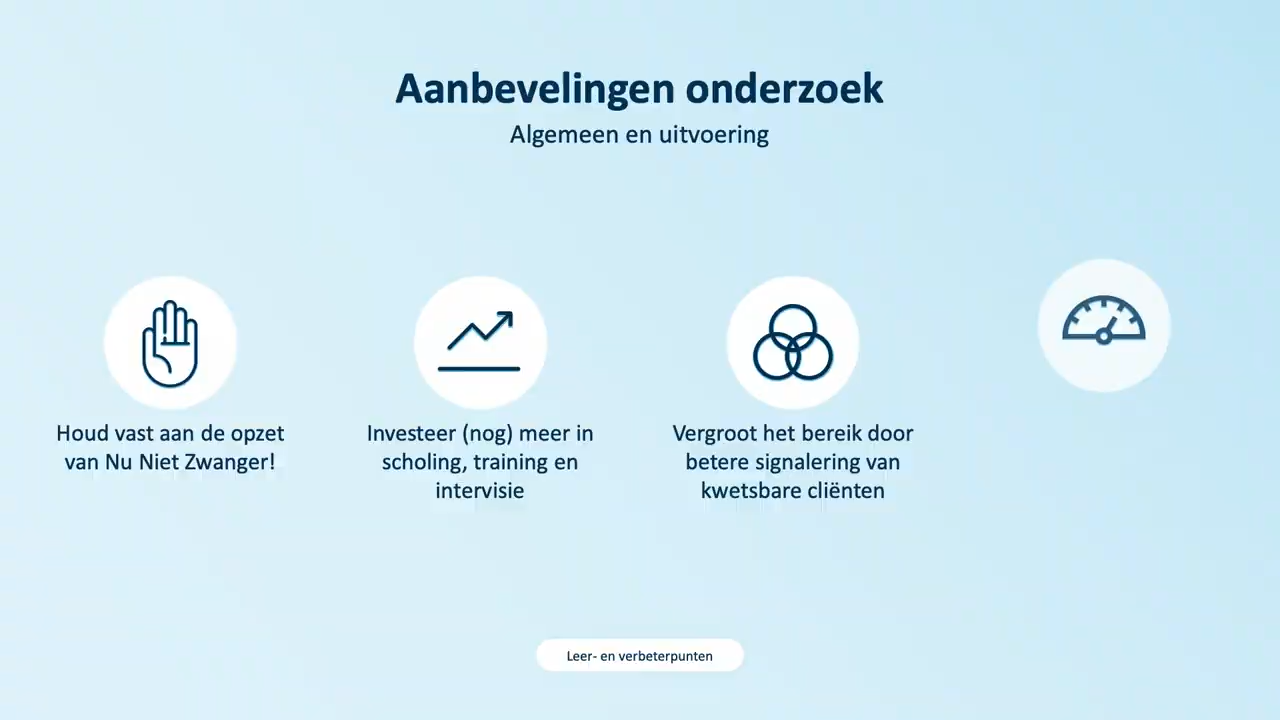 Aanbevelingen onderzoek
Algemeen en uitvoering
Houd vast aan de opzet
van Nu Niet Zwanger!
Investeer (nog) meer in
scholing, training en
intervisie
Vergroot het bereik door
betere signalering van
kwetsbare cliënten
Leer- en verbeterpunten